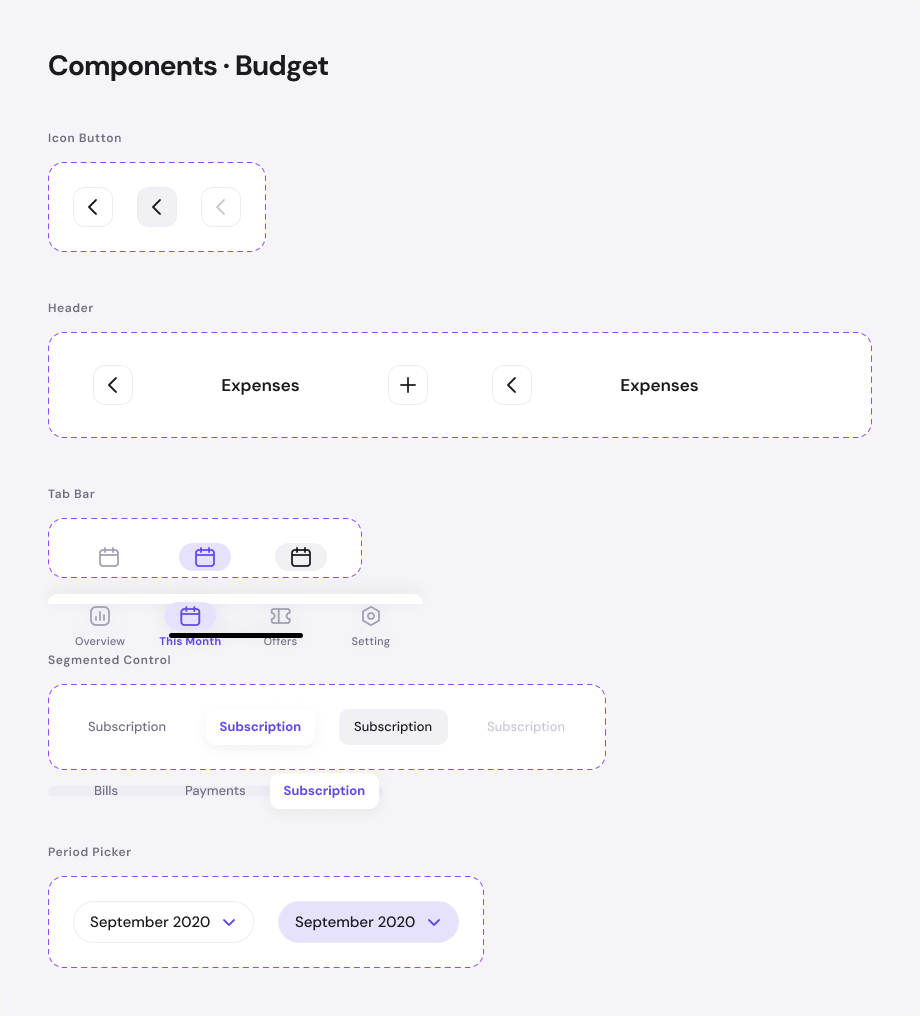 Components · Budget
Icon Button
Header
Expenses
Expenses
Tab Bar
Overview
This Month
Offers
Setting
Segmented Control
Subscription
Subscription
Subscription
Subscription
Bills
Payments
Subscription
Period Picker
September 2020
September 2020